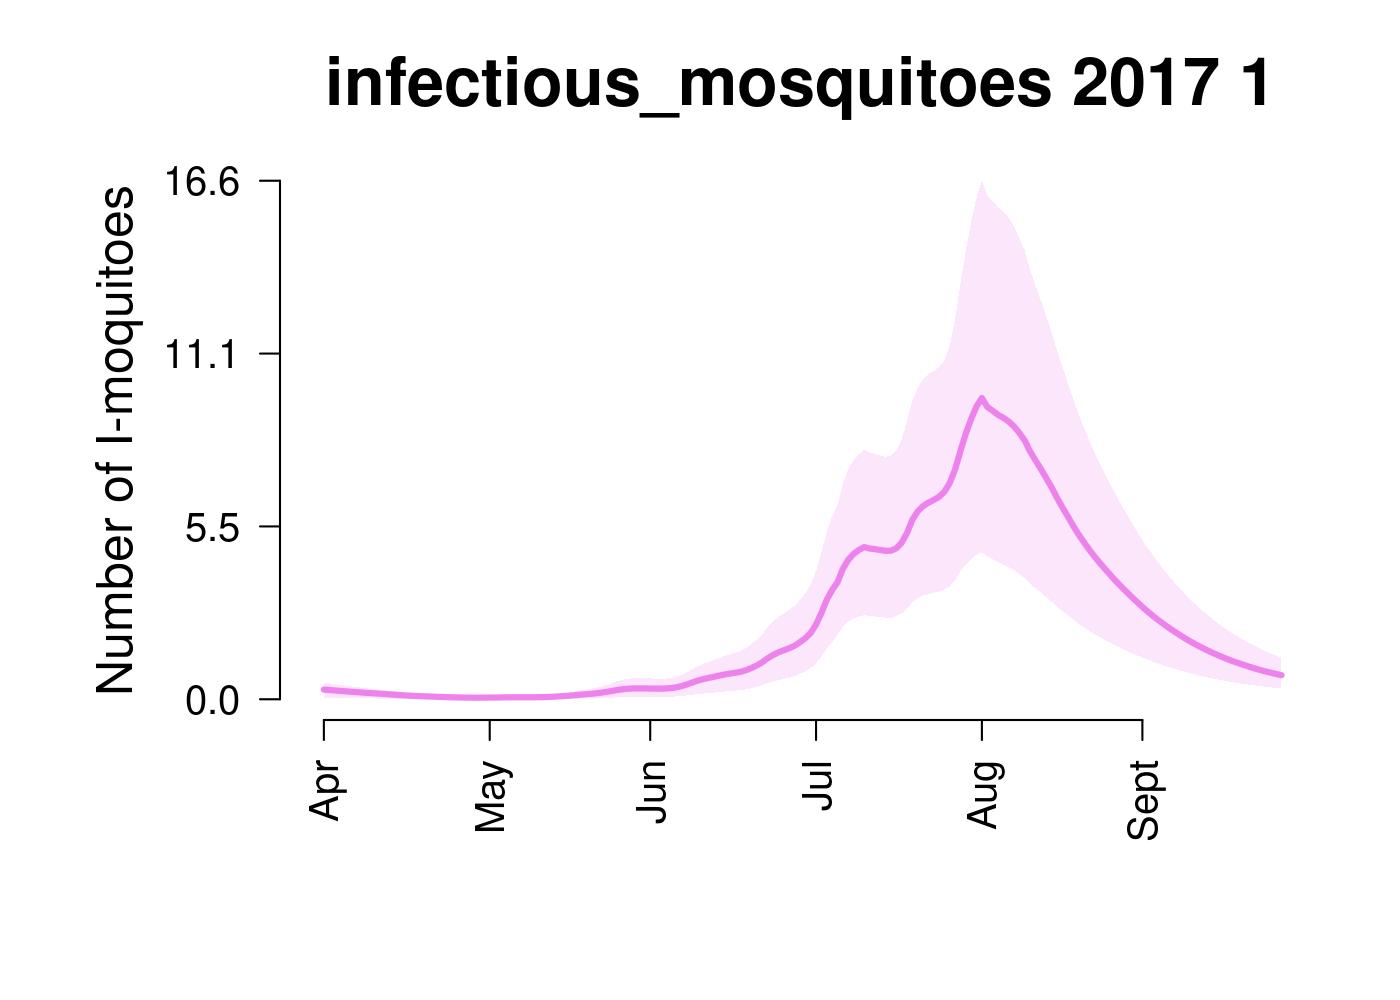 infectious_mosquitoes 2017 1
Number of I-moquitoes
16.6
11.1
5.5
0.0
Apr
May
Jun
Jul
Aug
Sept